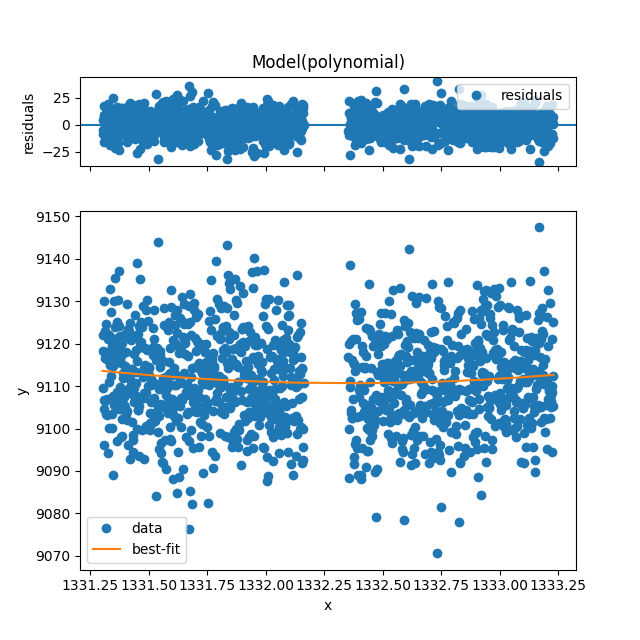 Model(polynomial)
residuals
25
0
−25
residuals
y
9150
9140
9130
9120
9110
9100
9090
9080
9070
data
best-fit
1331.25 1331.50 1331.75 1332.00 1332.25 1332.50 1332.75 1333.00 1333.25
x